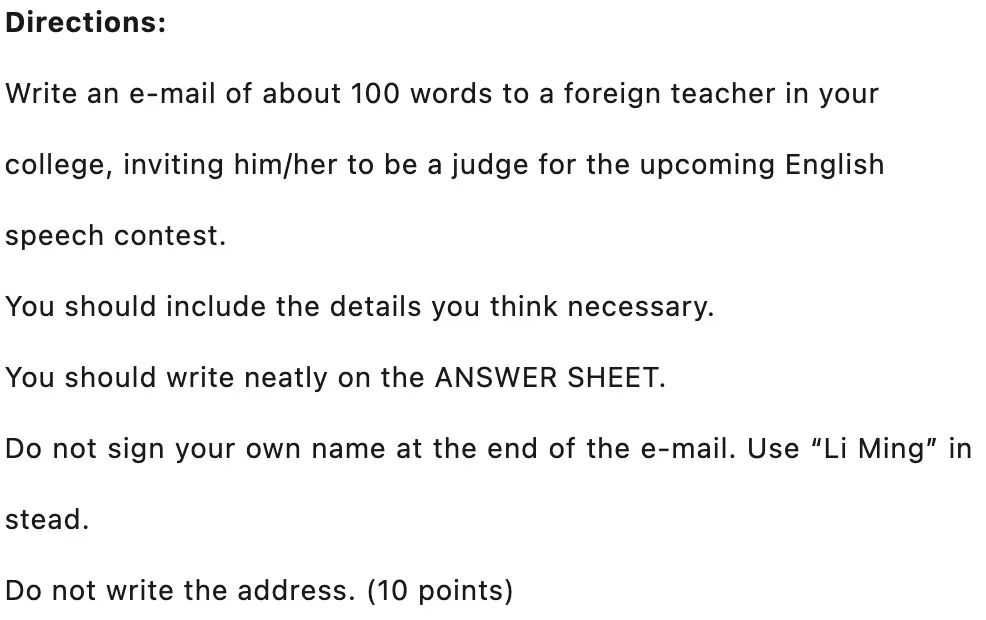 Directions:
Write an e-mail of about 100 words to a foreign teacher in your
college, inviting him/her to be a judge for the upcoming English
speech contest.
You should include the details you think necessary.
You should write neatly on the ANSWER SHEET.
Do not sign your own name at the end of the e-mail. Use “Li Ming” in
stead.
Do not write the address. (10 points)